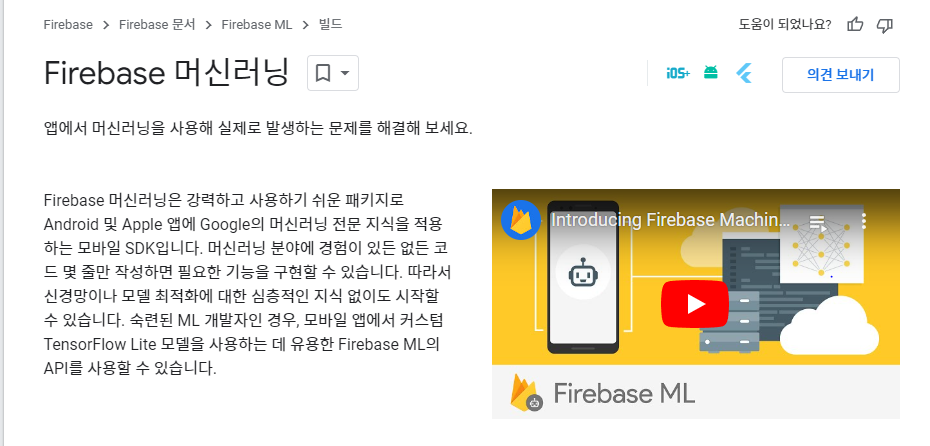 Firebase > Firebase 문서 > Firebase ML > 빌드
도움이 되었나요?
Firebase 머신러닝
iOS+
의견 보내기
앱에서 머신러닝을 사용해 실제로 발생하는 문제를 해결해 보세요.
Firebase 머신러닝은 강력하고 사용하기 쉬운 패키지로
Android 및 Apple 앱에 Google의 머신러닝 전문 지식을 적용
하는 모바일 SDK입니다. 머신러닝 분야에 경험이 있든 없든 코
드 몇 줄만 작성하면 필요한 기능을 구현할 수 있습니다. 따라서
신경망이나 모델 최적화에 대한 심층적인 지식 없이도 시작할
수 있습니다. 숙련된 ML 개발자인 경우, 모바일 앱에서 커스텀
TensorFlow Lite 모델을 사용하는 데 유용한 Firebase ML의
API를 사용할 수 있습니다.
Introducing Firebase Machin...
Firebase ML